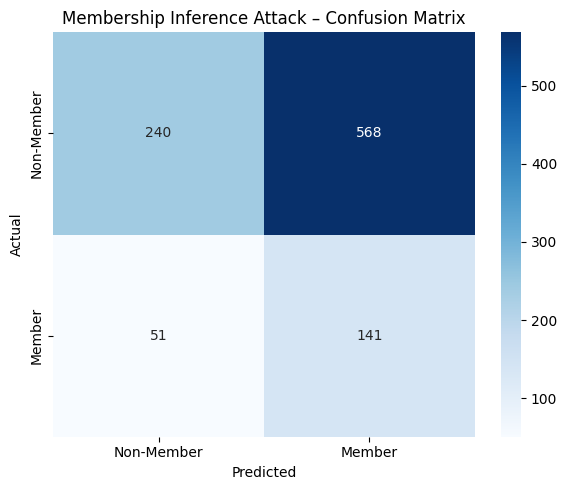 Membership Inference Attack – Confusion Matrix
Non-Member
240
568
500
400
300
200
100
Actual
Member
51
141
Non-Member
Member
Predicted